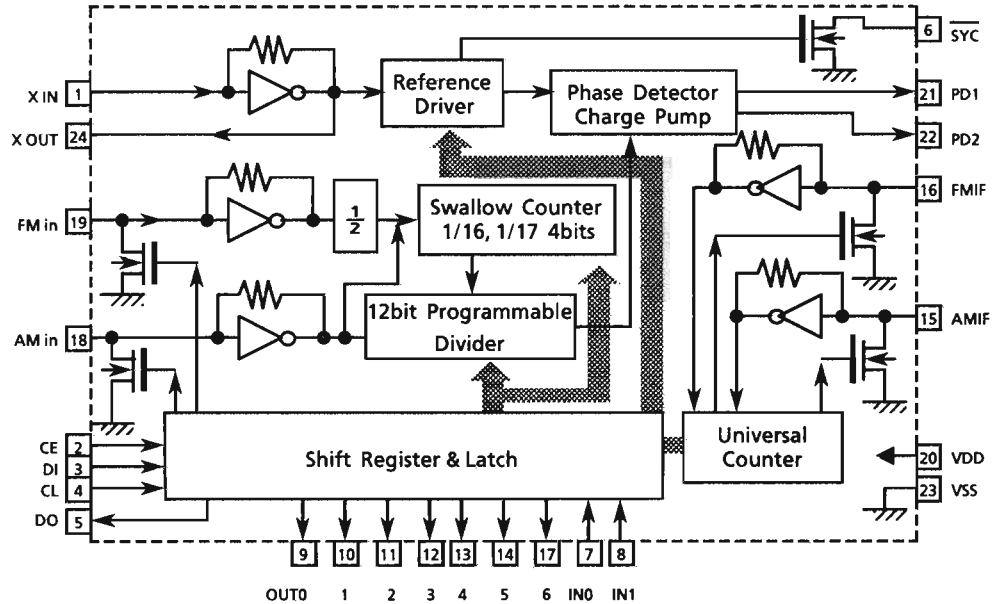 6 SYC
X IN 1
Reference
Driver
Phase Detector
Charge Pump
21 PD1
X OUT 24
22 PD2
16 FMIF
FM in 19
1
2
Swallow Counter
1/16, 1/17 4bits
AM in 18
12bit Programmable
Divider
15 AMIF
CE 2
DI 3
CL 4
DO 5
Shift Register & Latch
Universal
Counter
20 VDD
23 VSS
9 10 11 12 13 14 17 7 8
OUT0 1 2 3 4 5 6 IN0 IN1